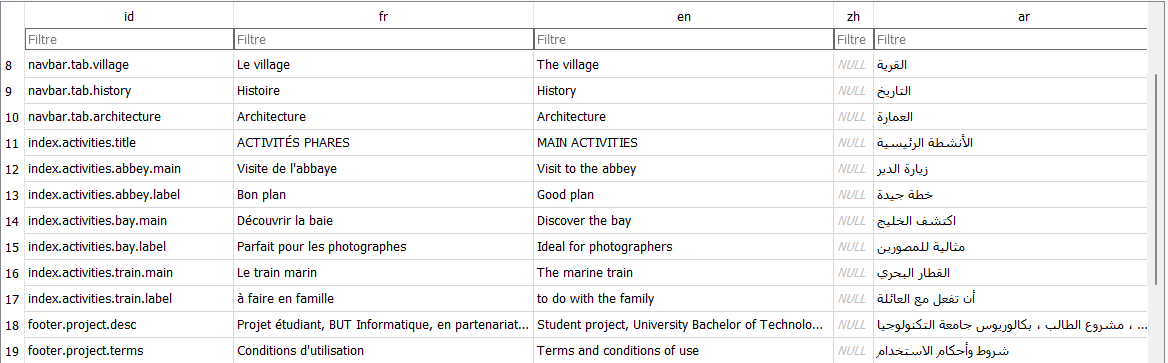 id fr en zh ar
Filtre Filtre Filtre Filtre Filtre
8 navbar.tab.village Le village The village NULL القرية
9 navbar.tab.history Histoire History NULL التاريخ
10 navbar.tab.architecture Architecture Architecture NULL العمارة
11 index.activities.title ACTIVITÉS PHARES MAIN ACTIVITIES NULL الأنشطة الرئيسية
12 index.activities.abbey.main Visite de l'abbaye Visit to the abbey NULL زيارة الدير
13 index.activities.abbey.label Bon plan Good plan NULL خطة جيدة
14 index.activities.bay.main Découvrir la baie Discover the bay NULL اكتشف الخليج
15 index.activities.bay.label Parfait pour les photographes Ideal for photographers NULL مثالية للمصورين
16 index.activities.train.main Le train marin The marine train NULL القطار البحري
17 index.activities.train.label à faire en famille to do with the family NULL أن تفعل مع العائلة
18 footer.project.desc Projet étudiant, BUT Informatique, en partenariat... Student project, University Bachelor of Technolo... NULL مشروع الطالب ، بكالوريوس جامعة التكنولوجيا ، ...
19 footer.project.terms Conditions d'utilisation Terms and conditions of use NULL شروط وأحكام الاستخدام